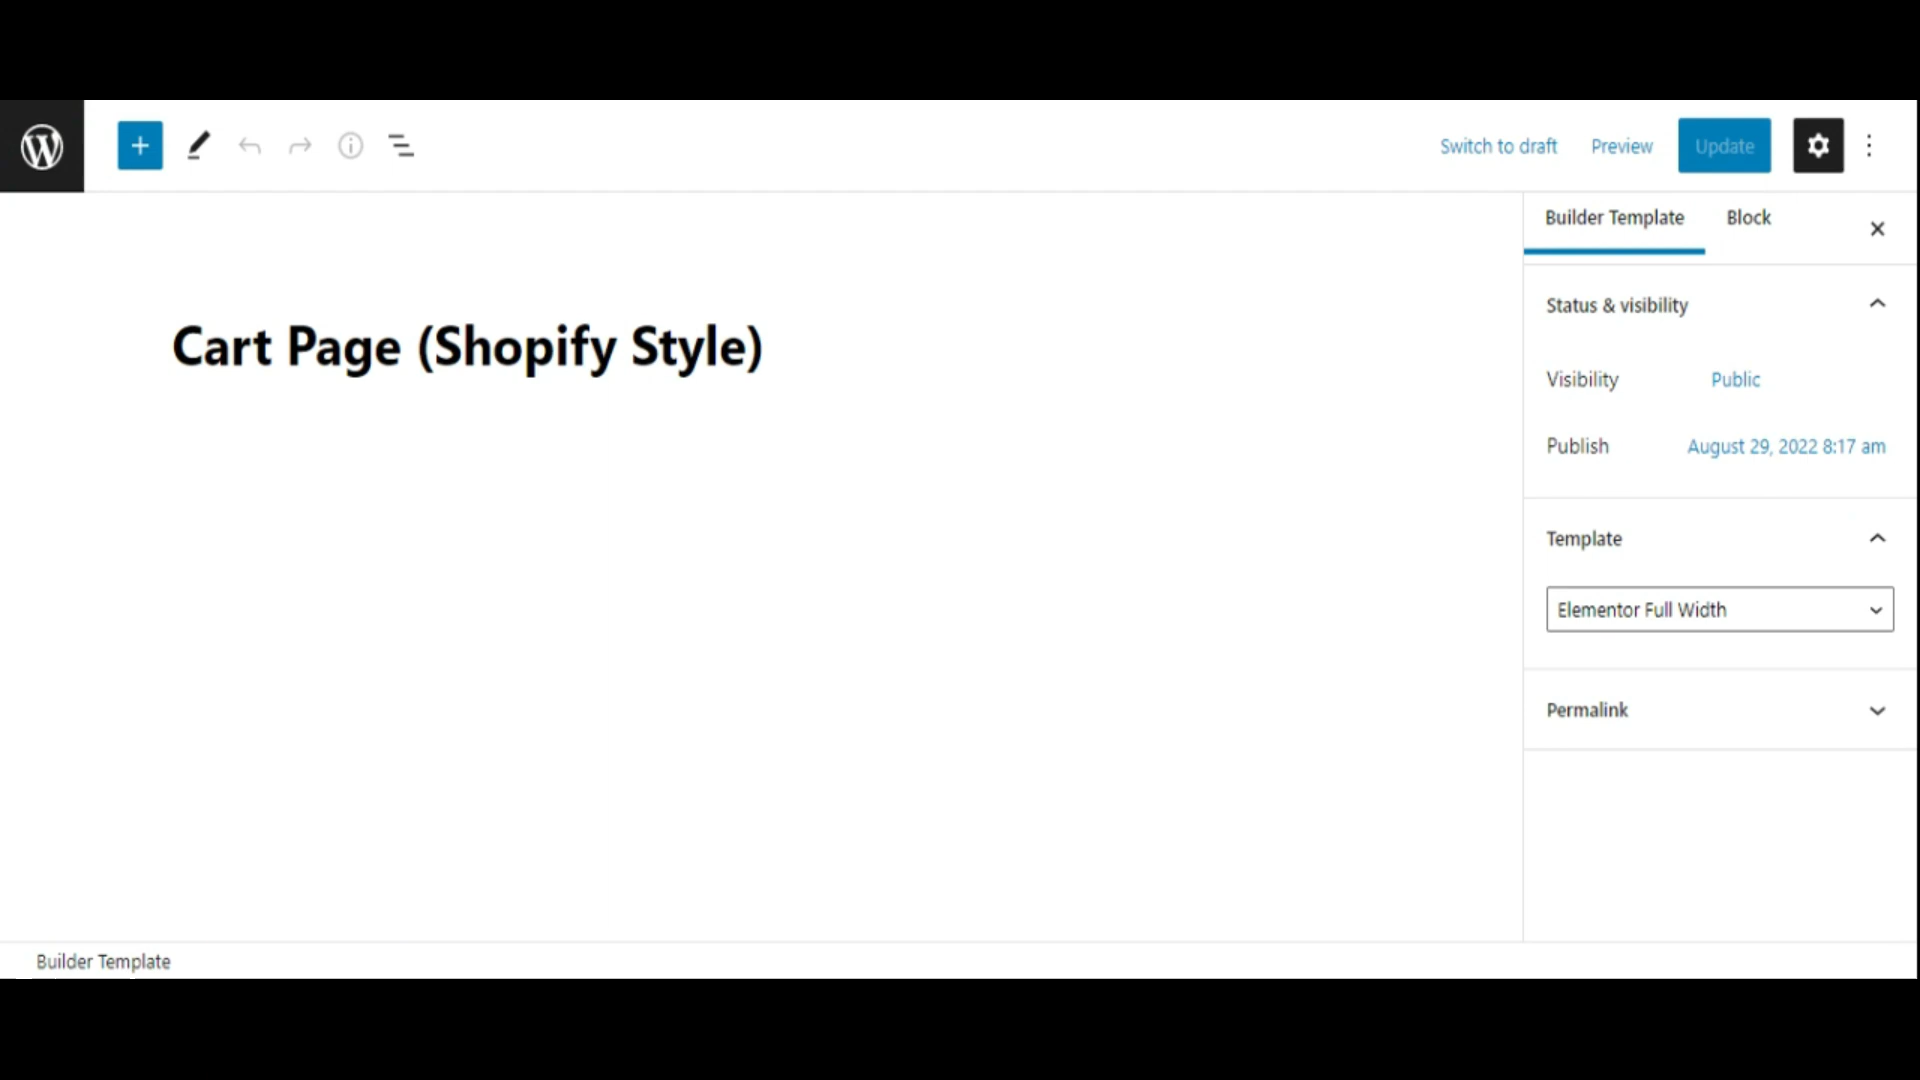 Switch to draft Preview Update
Builder Template Block
Cart Page (Shopify Style)
Status & visibility
Visibility Public
Publish August 29, 2022 8:17 am
Template
Elementor Full Width
Permalink
Builder Template